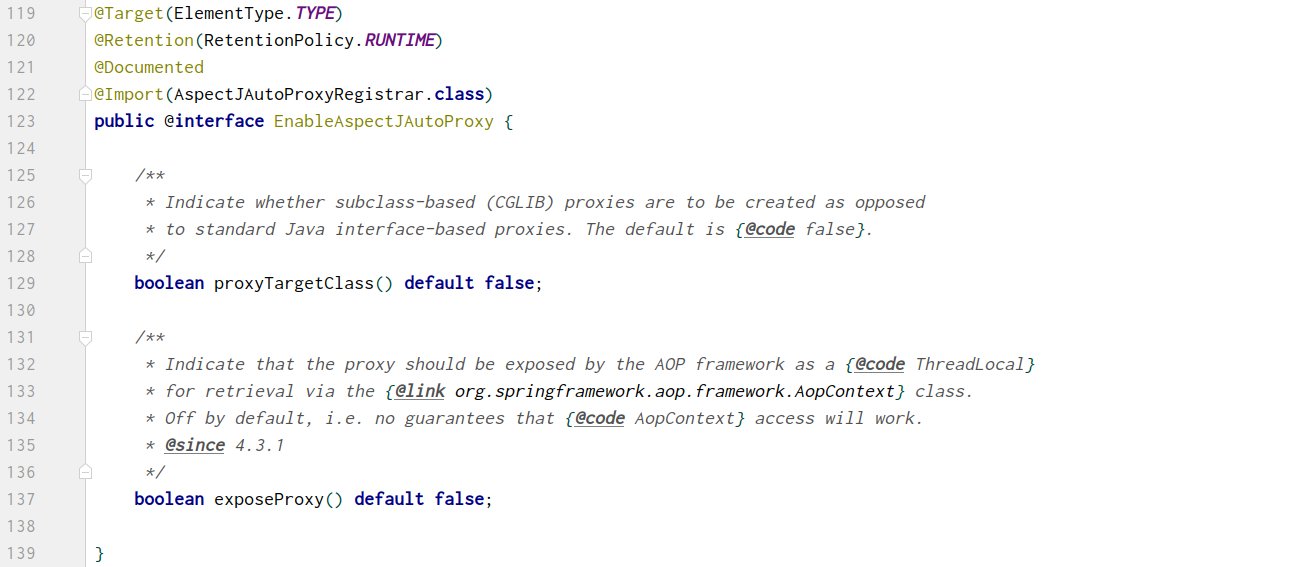 119 @Target(ElementType.TYPE)
120 @Retention(RetentionPolicy.RUNTIME)
121 @Documented
122 @Import(AspectJAutoProxyRegistrar.class)
123 public @interface EnableAspectJAutoProxy {
124
125     /**
126      * Indicate whether subclass-based (CGLIB) proxies are to be created as opposed
127      * to standard Java interface-based proxies. The default is {@code false}.
128      */
129     boolean proxyTargetClass() default false;
130
131     /**
132      * Indicate that the proxy should be exposed by the AOP framework as a {@code ThreadLocal}
133      * for retrieval via the {@link org.springframework.aop.framework.AopContext} class.
134      * Off by default, i.e. no guarantees that {@code AopContext} access will work.
135      * @since 4.3.1
136      */
137     boolean exposeProxy() default false;
138
139 }